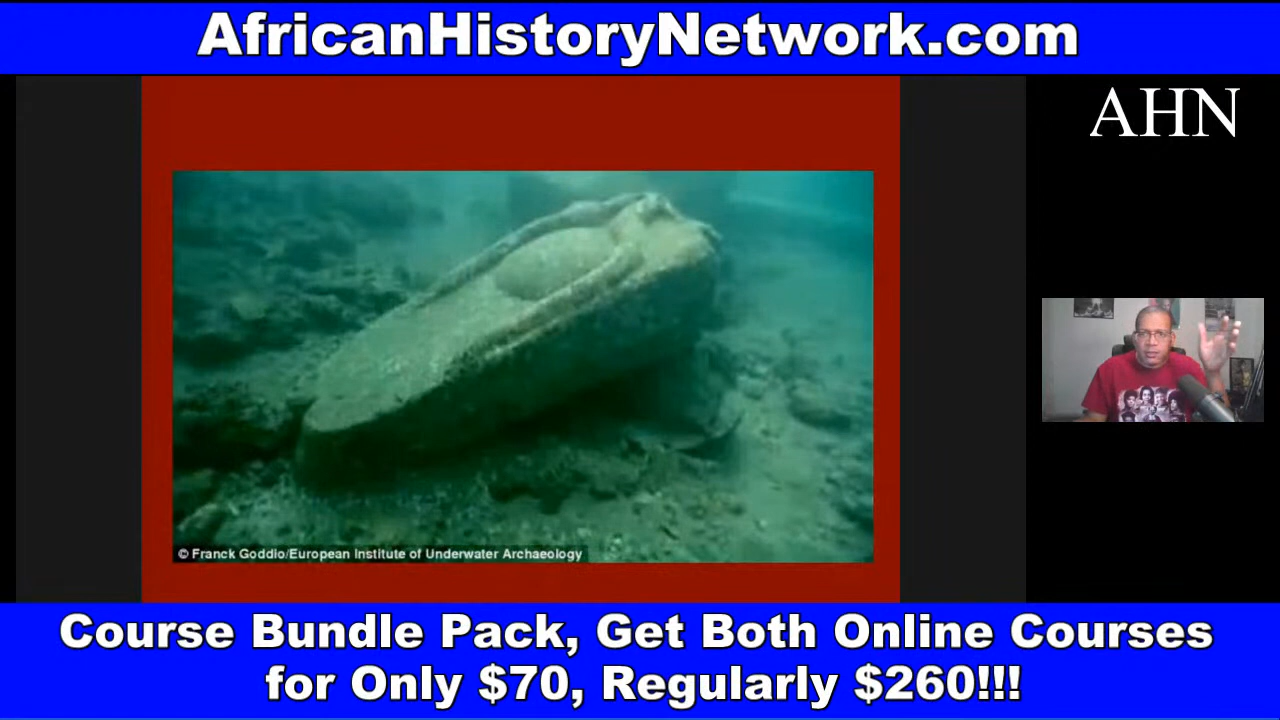 AfricanHistoryNetwork.com
AHN
© Franck Goddio/European Institute of Underwater Archaeology
Course Bundle Pack, Get Both Online Courses
for Only $70, Regularly $260!!!